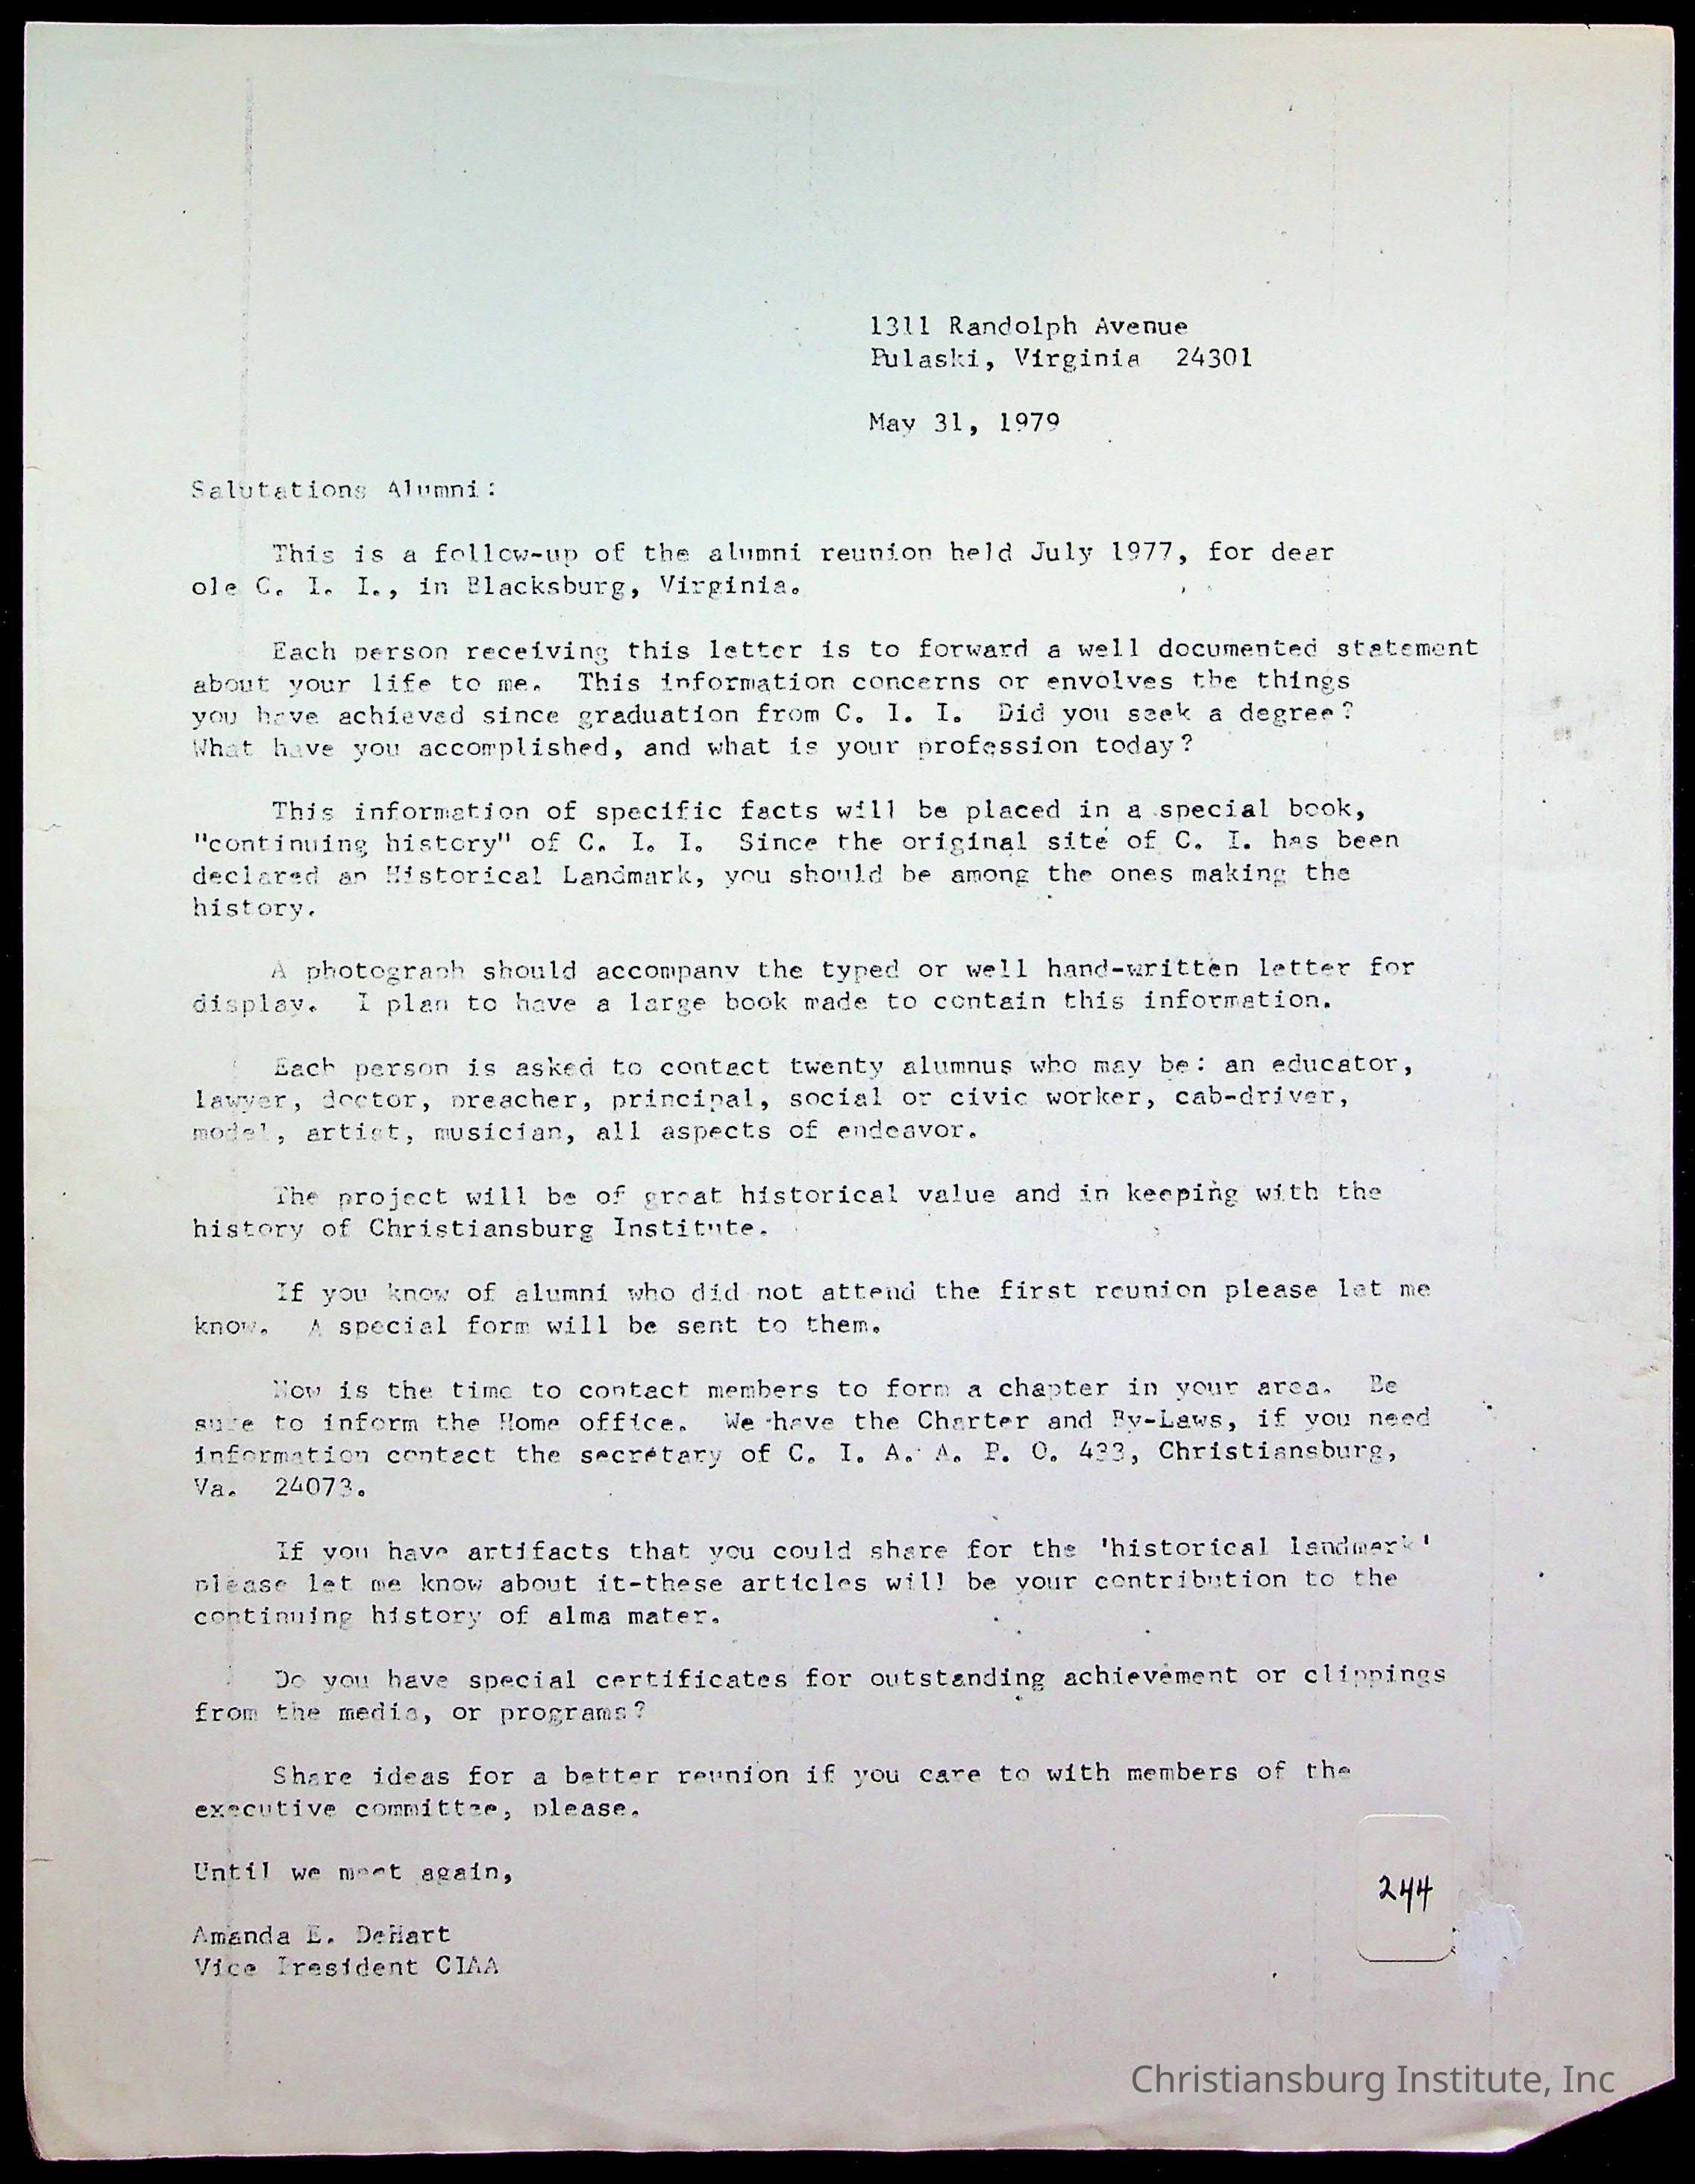 1311 Randolph Avenue
Pulaski, Virginia 24301
May 31, 1979
Salutations Alumni:
This is a follow-up of the alumni reunion held July 1977, for dear
ole C. I. I., in Blacksburg, Virginia.
Each person receiving this letter is to forward a well documented statement
about your life to me. This information concerns or envolves the things
you have achieved since graduation from C. I. I. Did you seek a degree?
What have you accomplished, and what is your profession today?
This information of specific facts will be placed in a special book,
"continuing history" of C. I. I. Since the original site of C. I. has been
declared an Historical Landmark, you should be among the ones making the
history.
A photograph should accompany the typed or well hand-written letter for
display. I plan to have a large book made to contain this information.
Each person is asked to contact twenty alumnus who may be: an educator,
lawyer, doctor, preacher, principal, social or civic worker, cab-driver,
model, artist, musician, all aspects of endeavor.
The project will be of great historical value and in keeping with the
history of Christiansburg Institute.
If you know of alumni who did not attend the first reunion please let me
know. A special form will be sent to them.
Now is the time to contact members to form a chapter in your area. Be
sure to inform the Home office. We have the Charter and By-Laws, if you need
information contact the secretary of C. I. A. A. P. O. 433, Christiansburg,
Va. 24073.
If you have artifacts that you could share for the 'historical landmark'
please let me know about it-these articles will be your contribution to the
continuing history of alma mater.
Do you have special certificates for outstanding achievement or clippings
from the media, or programs?
Share ideas for a better reunion if you care to with members of the
executive committee, please.
Until we meet again,
244
Amanda E. DeHart
Vice President CIAA
Christiansburg Institute, Inc